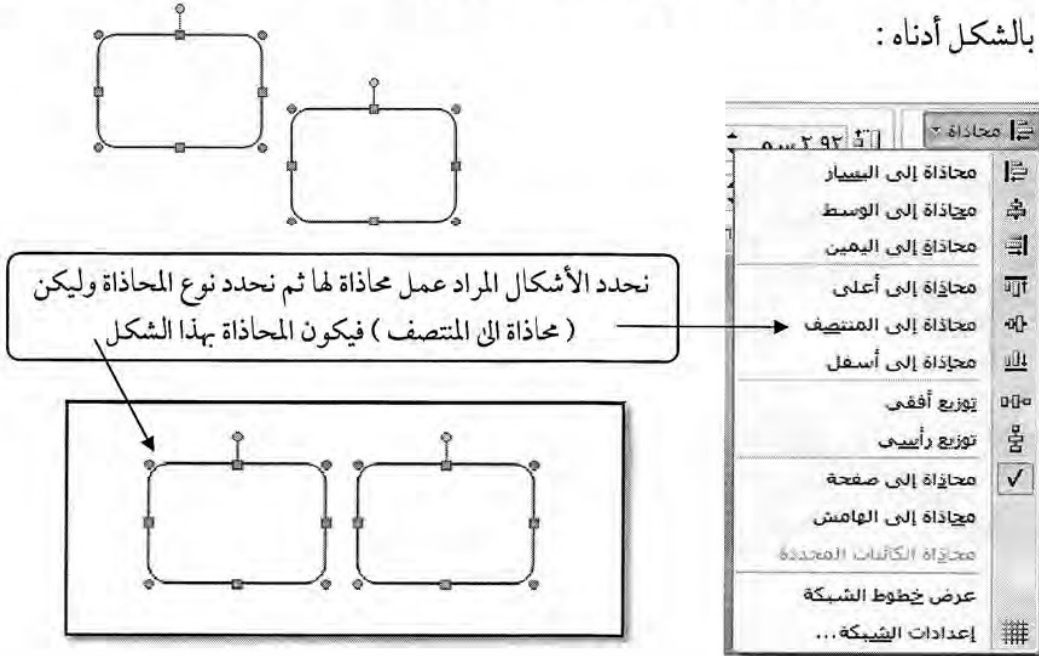 بالشكل أدناه :
محاذاة
٢.٩٢ سم
محاذاة إلى اليسار
محاذاة إلى الوسط
محاذاة إلى اليمين
محاذاة إلى أعلى
محاذاة إلى المنتصف
محاذاة إلى أسفل
توزيع أفقي
توزيع رأسي
محاذاة إلى صفحة
محاذاة إلى الهامش
محاذاة الكائنات المحددة
عرض خطوط الشبكة
إعدادات الشبكة...
نحدد الأشكال المراد عمل محاذاة لها ثم نحدد نوع المحاذاة وليكن
( محاذاة الى المنتصف ) فيكون المحاذاة بهذا الشكل